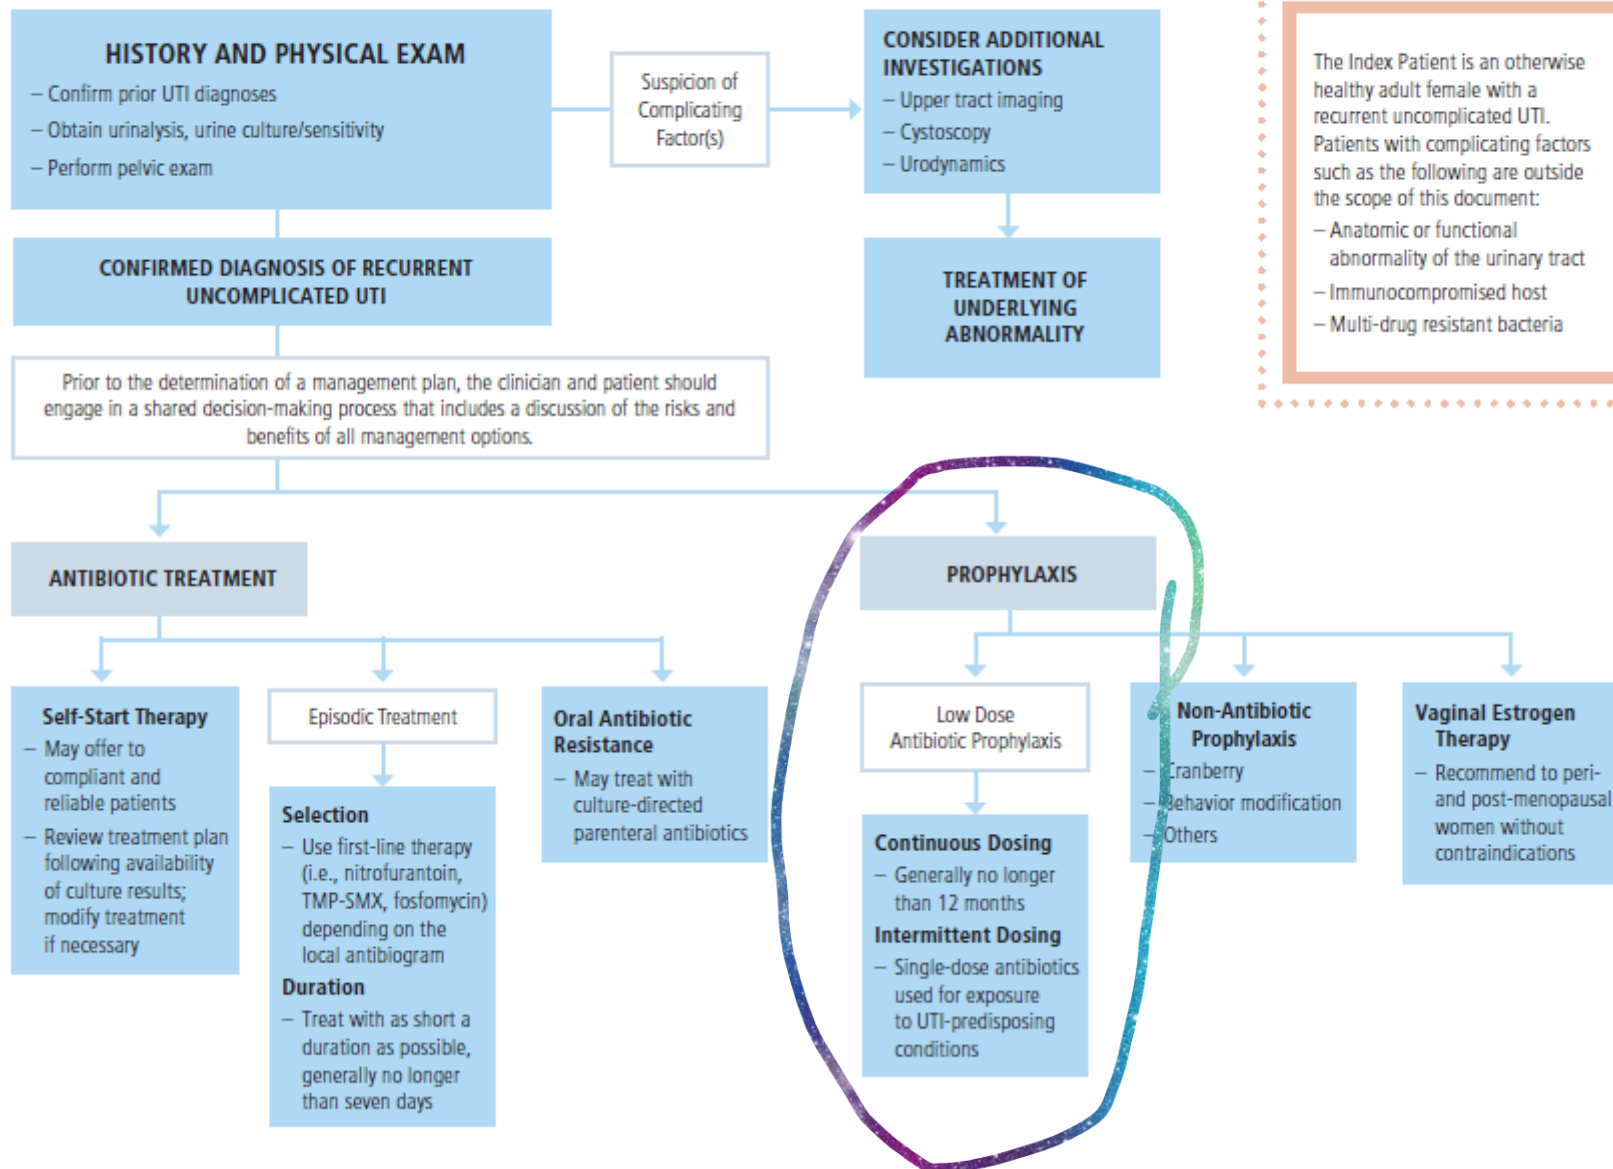 HISTORY AND PHYSICAL EXAM
– Confirm prior UTI diagnoses
– Obtain urinalysis, urine culture/sensitivity
– Perform pelvic exam
Suspicion of
Complicating
Factor(s)
CONSIDER ADDITIONAL
INVESTIGATIONS
– Upper tract imaging
– Cystoscopy
– Urodynamics
The Index Patient is an otherwise
healthy adult female with a
recurrent uncomplicated UTI.
Patients with complicating factors
such as the following are outside
the scope of this document:
– Anatomic or functional
abnormality of the urinary tract
– Immunocompromised host
– Multi-drug resistant bacteria
CONFIRMED DIAGNOSIS OF RECURRENT
UNCOMPLICATED UTI
TREATMENT OF
UNDERLYING
ABNORMALITY
Prior to the determination of a management plan, the clinician and patient should
engage in a shared decision-making process that includes a discussion of the risks and
benefits of all management options.
ANTIBIOTIC TREATMENT
PROPHYLAXIS
Self-Start Therapy
– May offer to
compliant and
reliable patients
– Review treatment plan
following availability
of culture results;
modify treatment
if necessary
Episodic Treatment
Selection
– Use first-line therapy
(i.e., nitrofurantoin,
TMP-SMX, fosfomycin)
depending on the
local antibiogram
Duration
– Treat with as short a
duration as possible,
generally no longer
than seven days
Oral Antibiotic
Resistance
– May treat with
culture-directed
parenteral antibiotics
Low Dose
Antibiotic Prophylaxis
Continuous Dosing
– Generally no longer
than 12 months
Intermittent Dosing
– Single-dose antibiotics
used for exposure
to UTI-predisposing
conditions
Non-Antibiotic
Prophylaxis
– Cranberry
– Behavior modification
– Others
Vaginal Estrogen
Therapy
– Recommend to peri-
and post-menopausal
women without
contraindications